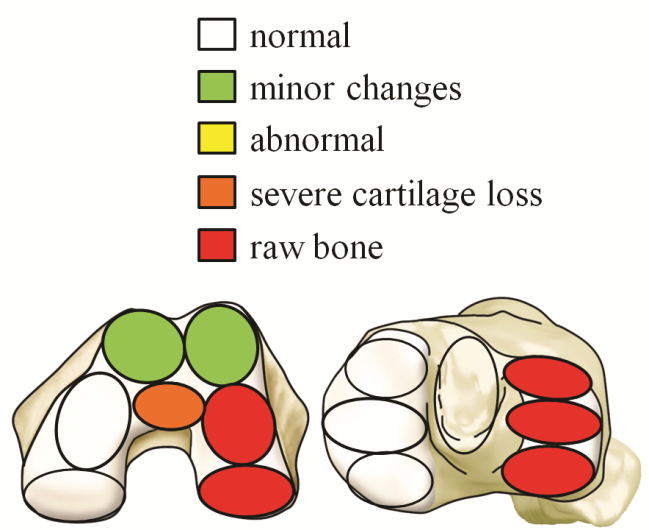 normal
minor changes
abnormal
severe cartilage loss
raw bone